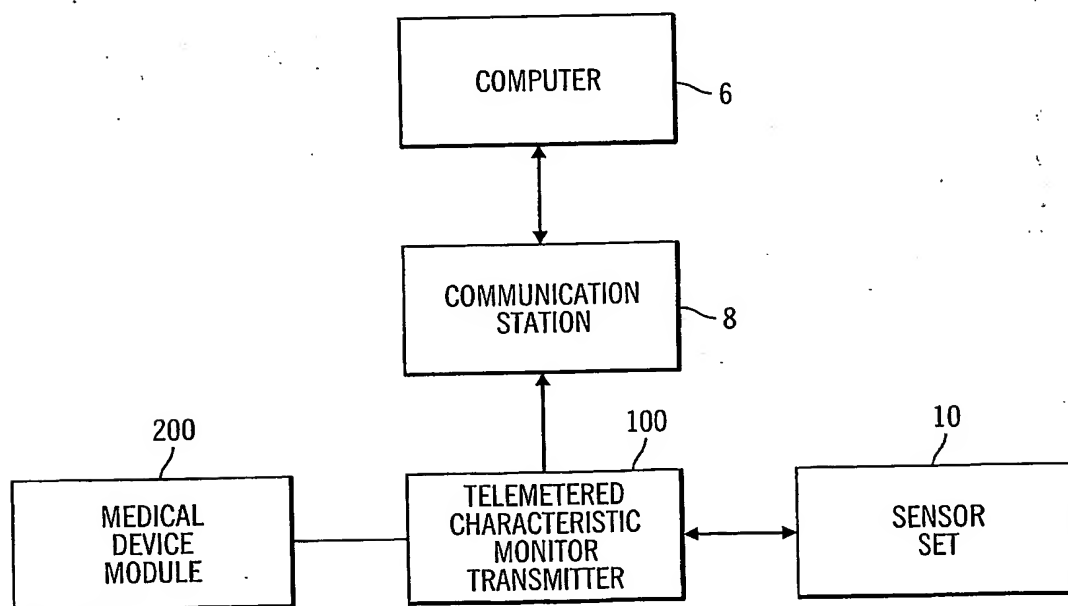 COMPUTER
6
COMMUNICATION
STATION
8
200
100
10
MEDICAL
DEVICE
MODULE
TELEMETERED
CHARACTERISTIC
MONITOR
TRANSMITTER
SENSOR
SET